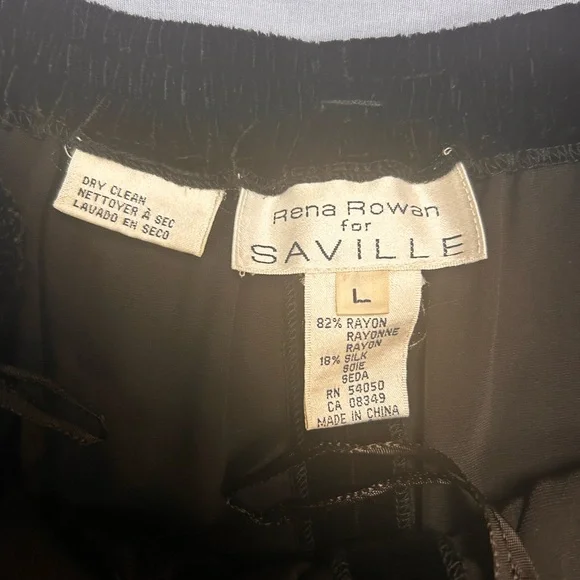 DRY CLEAN
NETTOYER À SEC
LAVADO EN SECO
Rena Rowan
for
SAVILLE
L
82% RAYON
RAYONNE
RAYON
18% SILK
SOIE
SEDA
RN 54050
CA 08349
MADE IN CHINA